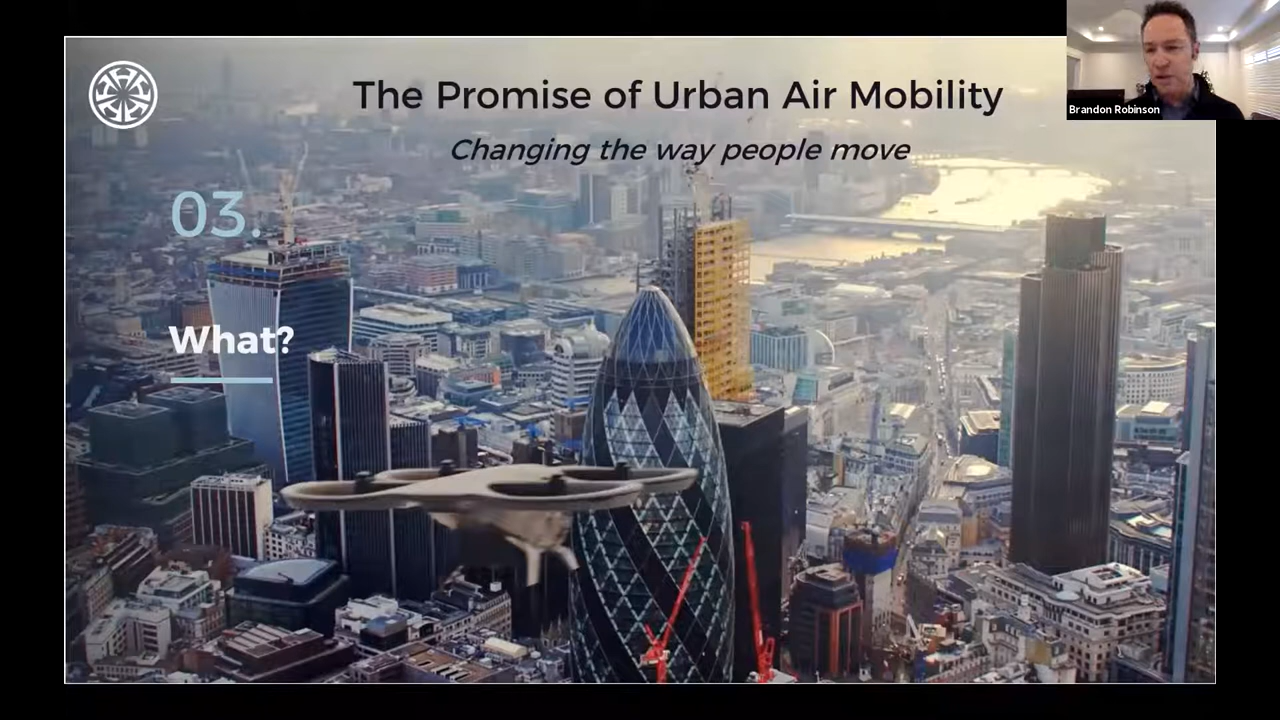 The Promise of Urban Air Mobility
Changing the way people move
03.
What?
Brandon Robinson